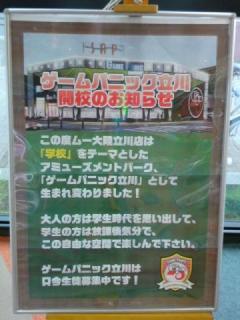 ゲームパニック立川
開校のお知らせ
この度ムー大陸立川店は
「学校」をテーマとした
アミューズメントパーク、
「ゲームパニック立川」として
生まれ変わりました!
大人の方は学生時代を思い出して、
学生の方は放課後気分で、
この自由な空間で楽しんで下さい。
ゲームパニック立川は
只今生徒募集中です!